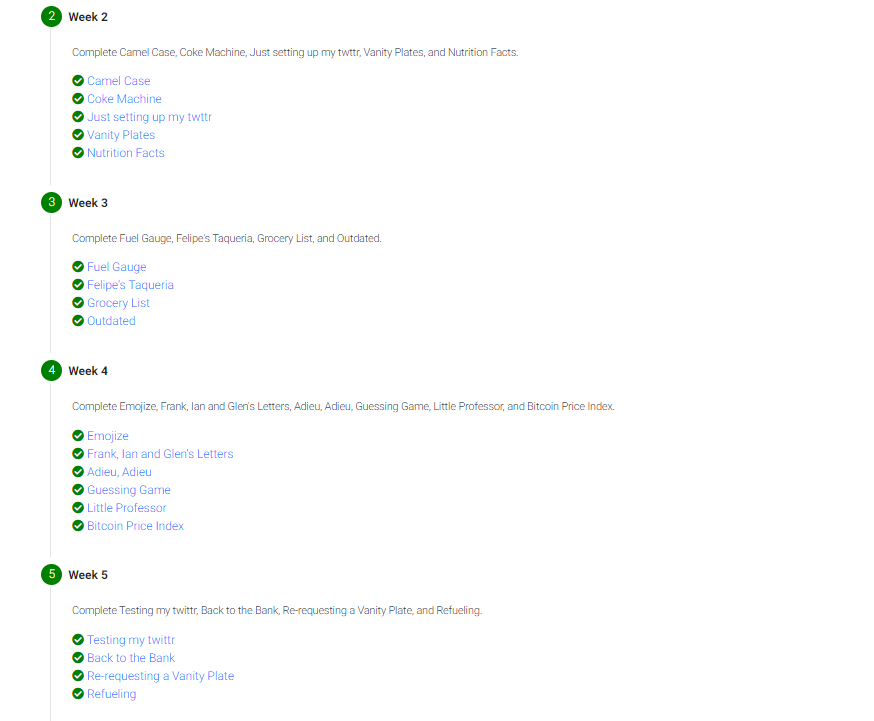 2 Week 2
Complete Camel Case, Coke Machine, Just setting up my twttr, Vanity Plates, and Nutrition Facts.
Camel Case
Coke Machine
Just setting up my twttr
Vanity Plates
Nutrition Facts
3 Week 3
Complete Fuel Gauge, Felipe's Taqueria, Grocery List, and Outdated.
Fuel Gauge
Felipe's Taqueria
Grocery List
Outdated
4 Week 4
Complete Emojize, Frank, Ian and Glen's Letters, Adieu, Adieu, Guessing Game, Little Professor, and Bitcoin Price Index.
Emojize
Frank, Ian and Glen's Letters
Adieu, Adieu
Guessing Game
Little Professor
Bitcoin Price Index
5 Week 5
Complete Testing my twittr, Back to the Bank, Re-requesting a Vanity Plate, and Refueling.
Testing my twittr
Back to the Bank
Re-requesting a Vanity Plate
Refueling